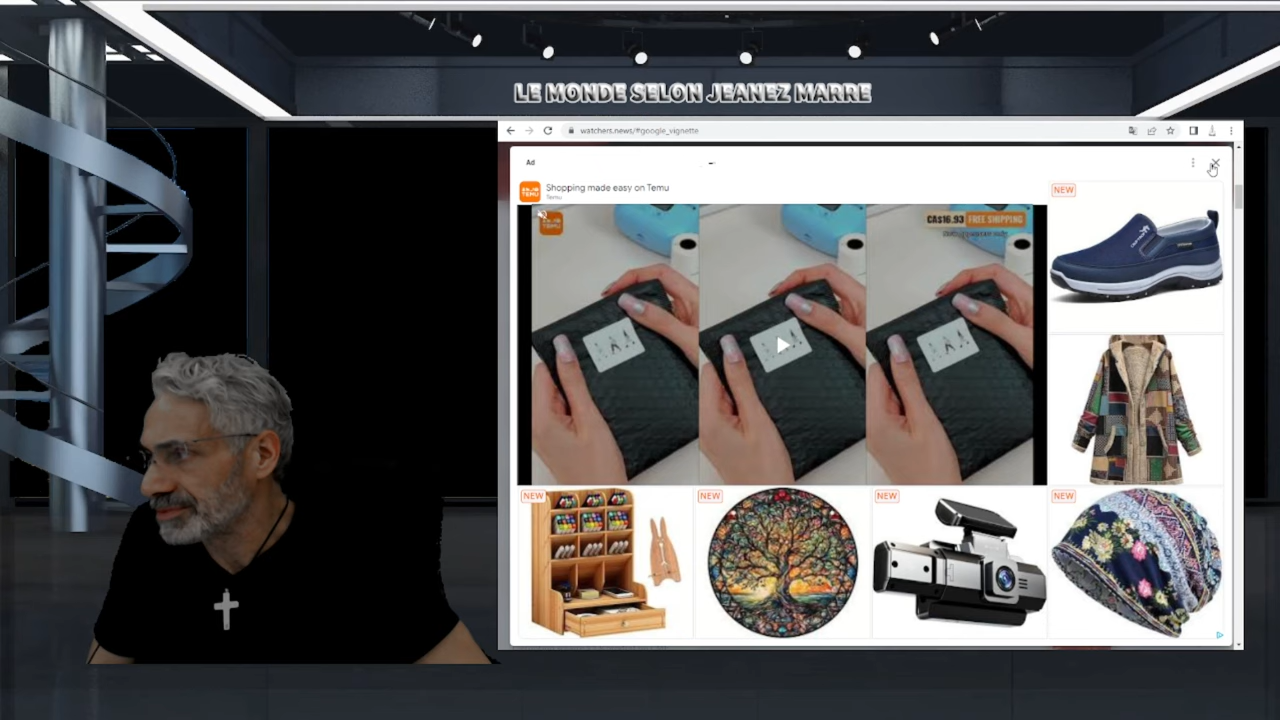 LE MONDE SELON JEANEZ MARRE
watchers.news/#google_vignette
Ad
Shopping made easy on Temu
Temu
NEW
TEMU
CA$16.93 FREE SHIPPING
NEW
NEW
NEW
NEW